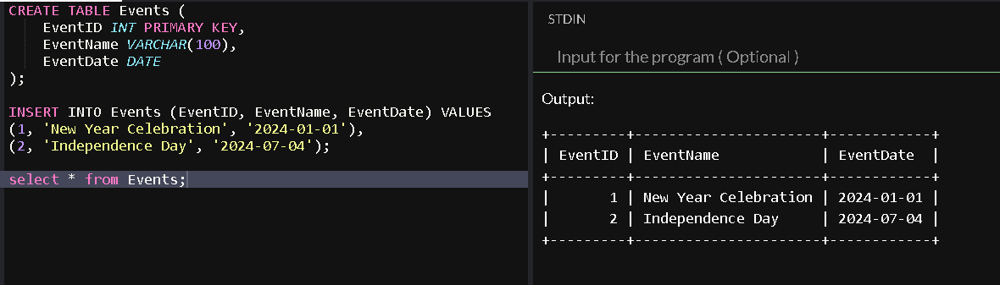 CREATE TABLE Events (
    EventID INT PRIMARY KEY,
    EventName VARCHAR(100),
    EventDate DATE
);
INSERT INTO Events (EventID, EventName, EventDate) VALUES
(1, 'New Year Celebration', '2024-01-01'),
(2, 'Independence Day', '2024-07-04');
select * from Events;
STDIN
Input for the program ( Optional )
Output:
+---------+----------------------+------------+
| EventID | EventName            | EventDate  |
+---------+----------------------+------------+
|       1 | New Year Celebration | 2024-01-01 |
|       2 | Independence Day     | 2024-07-04 |
+---------+----------------------+------------+